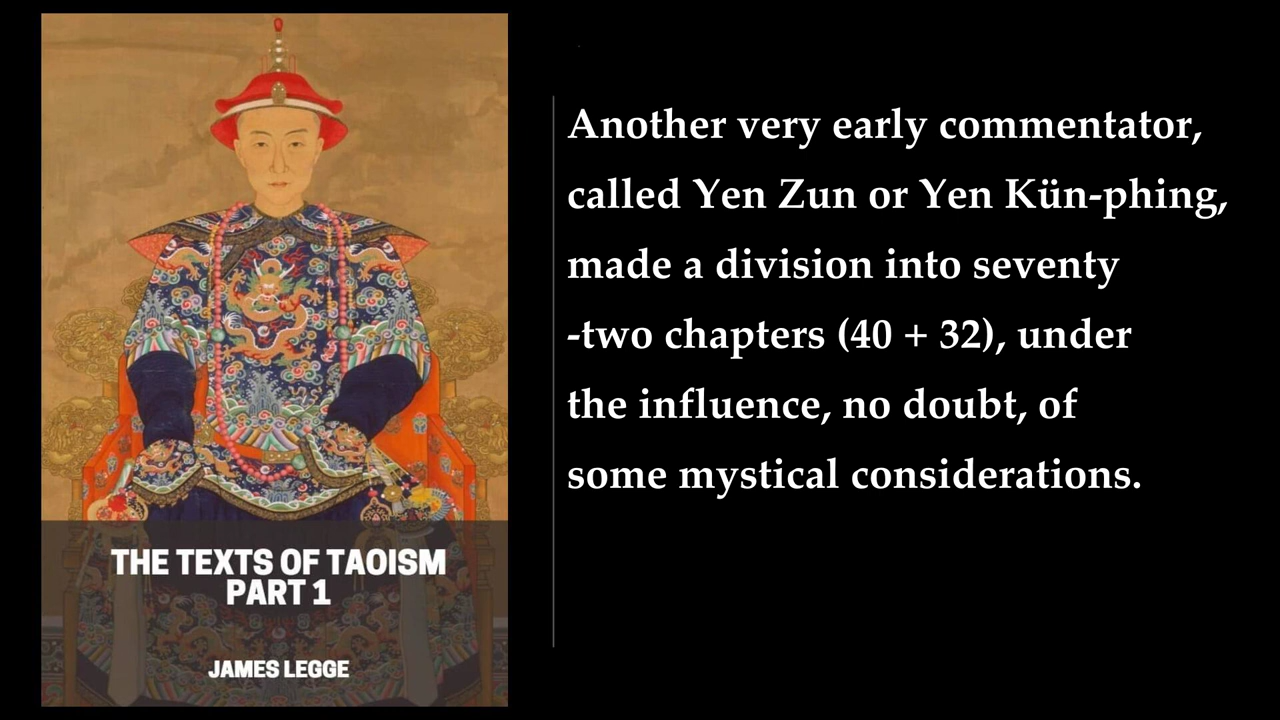 THE TEXTS OF TAOISM
PART 1
JAMES LEGGE
Another very early commentator,
called Yen Zun or Yen Kün-phing,
made a division into seventy
-two chapters (40 + 32), under
the influence, no doubt, of
some mystical considerations.